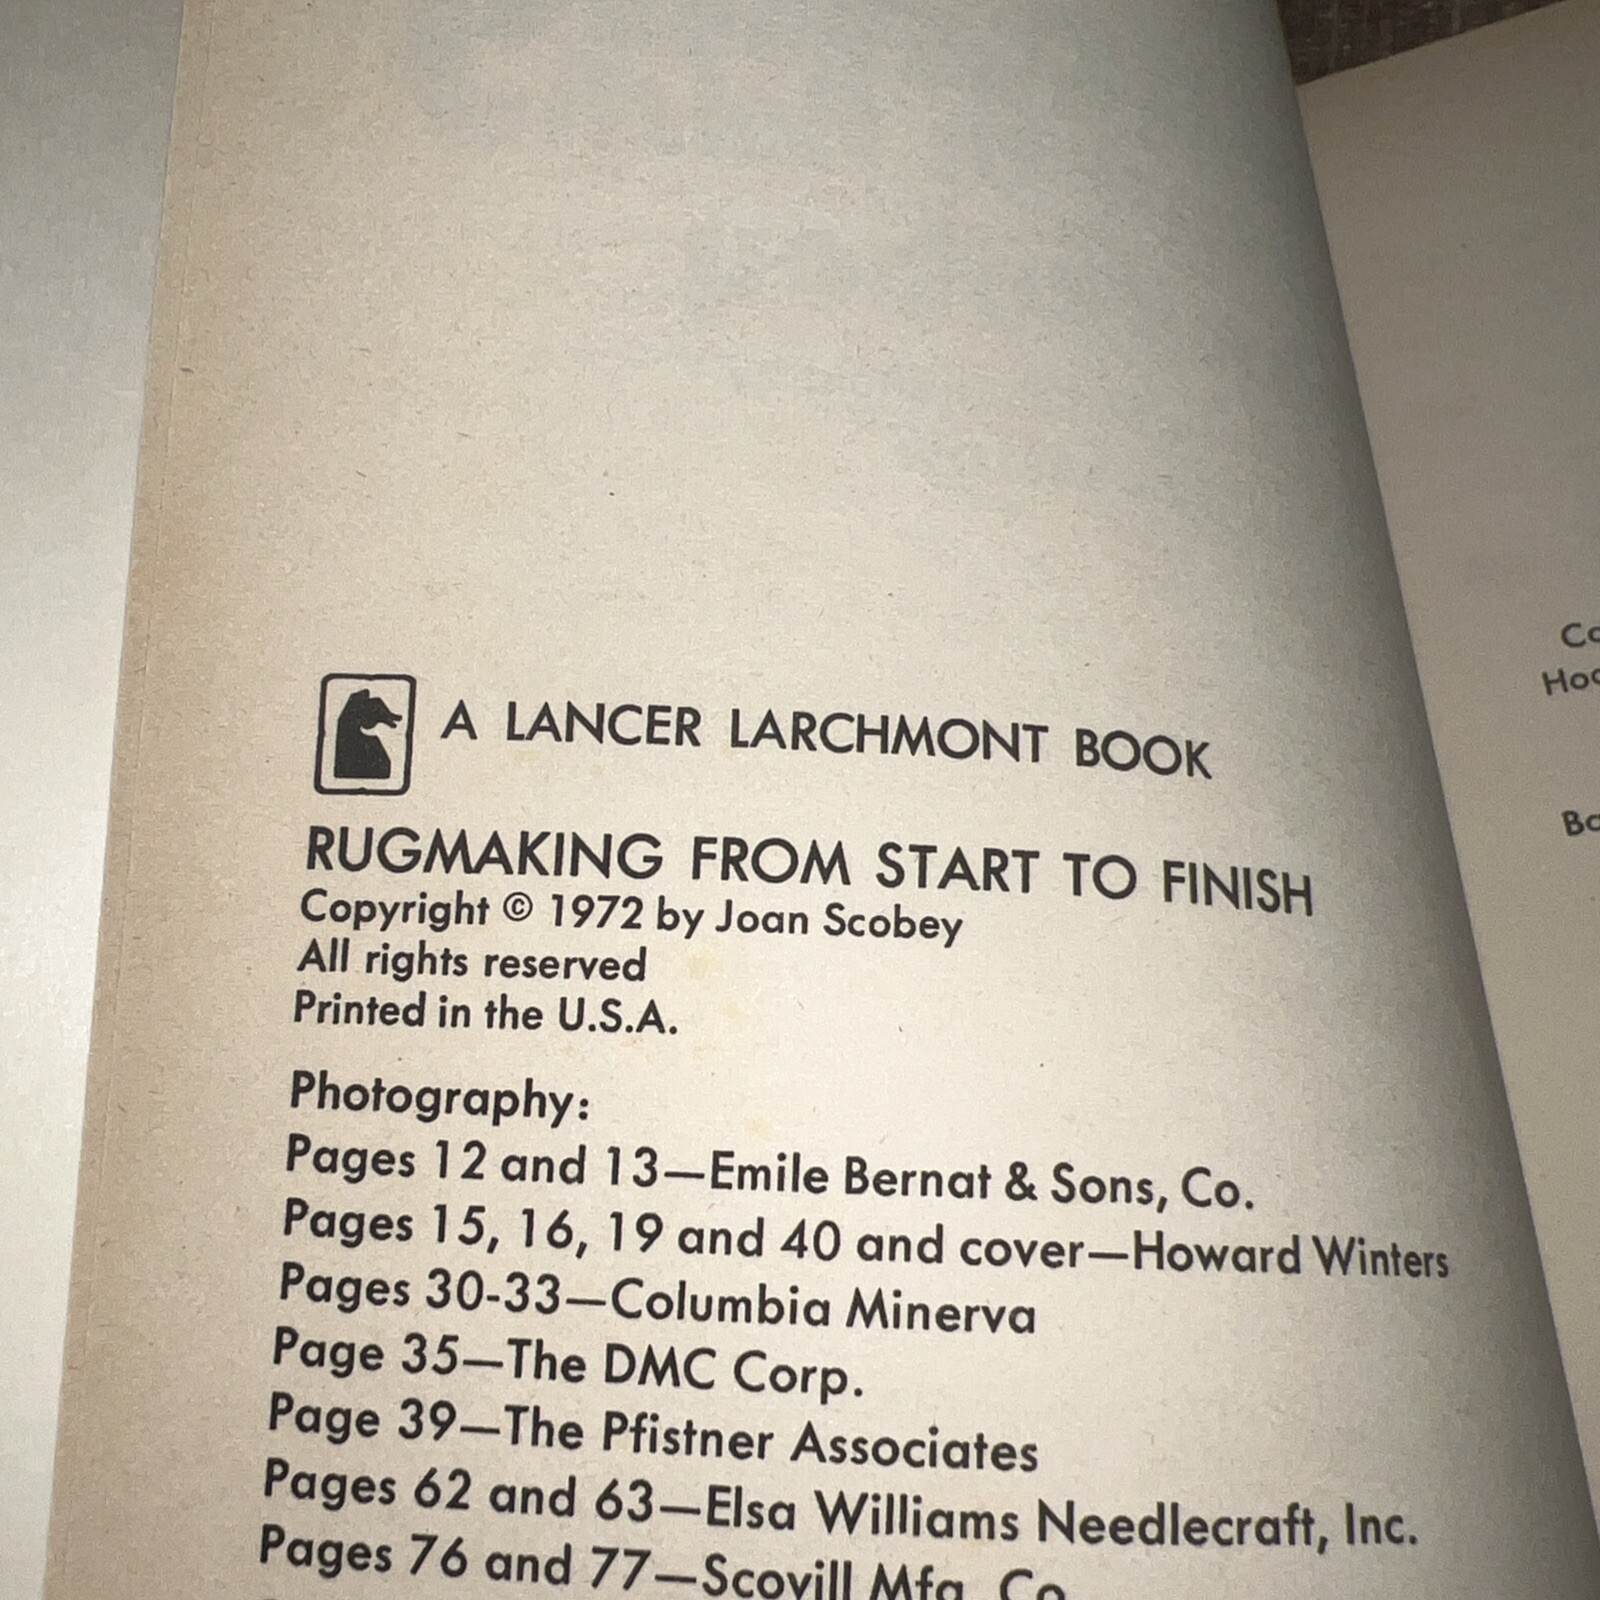 A LANCER LARCHMONT BOOK
RUGMAKING FROM START TO FINISH
Copyright © 1972 by Joan Scobey
All rights reserved
Printed in the U.S.A.
Photography:
Pages 12 and 13—Emile Bernat & Sons, Co.
Pages 15, 16, 19 and 40 and cover—Howard Winters
Pages 30-33—Columbia Minerva
Page 35—The DMC Corp.
Page 39—The Pfistner Associates
Pages 62 and 63—Elsa Williams Needlecraft, Inc.
Pages 76 and 77—Scovill Mfg. Co.